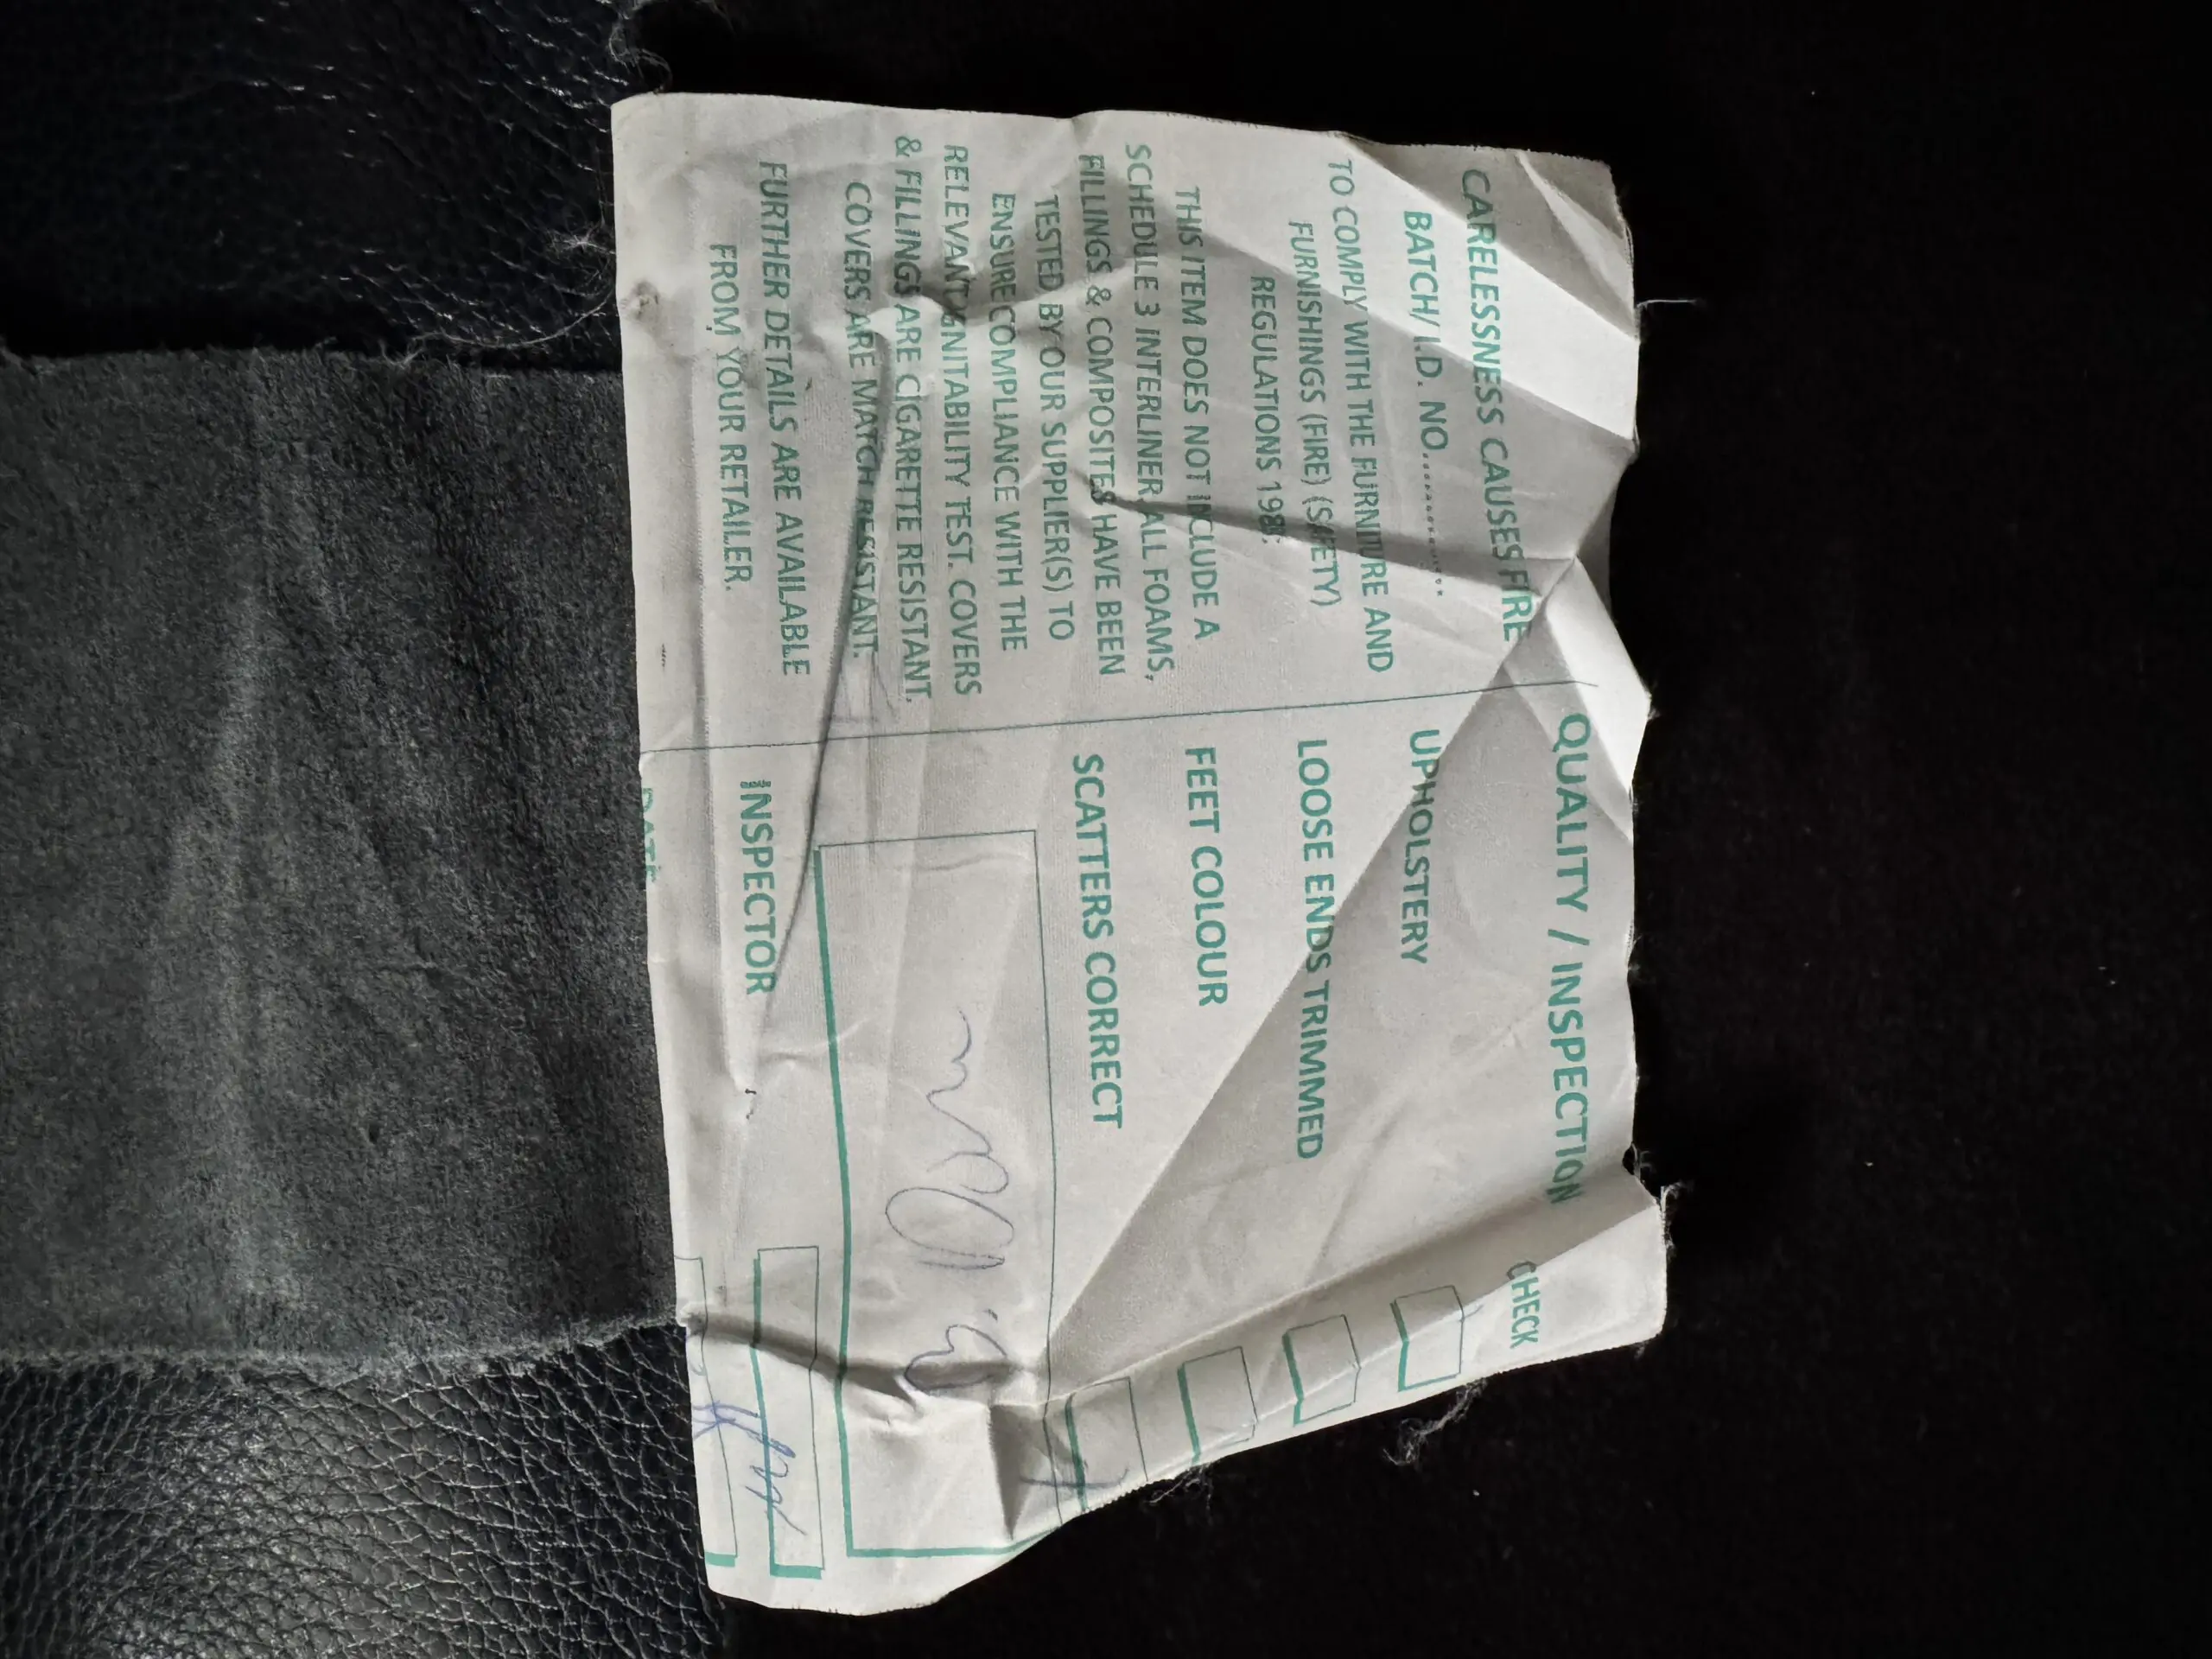 CARELESSNESS CAUSES FIRE
BATCH/ I.D. NO..............
TO COMPLY WITH THE FURNITURE AND
FURNISHINGS (FIRE) (SAFETY)
REGULATIONS 1988:
THIS ITEM DOES NOT INCLUDE A
SCHEDULE 3 INTERLINER. ALL FOAMS,
FILLINGS & COMPOSITES HAVE BEEN
TESTED BY OUR SUPPLIER(S) TO
ENSURE COMPLIANCE WITH THE
RELEVANT IGNITABILITY TEST. COVERS
& FILLINGS ARE CIGARETTE RESISTANT.
COVERS ARE MATCH RESISTANT.
FURTHER DETAILS ARE AVAILABLE
FROM YOUR RETAILER.
QUALITY / INSPECTION
CHECK
UPHOLSTERY
LOOSE ENDS TRIMMED
FEET COLOUR
SCATTERS CORRECT
INSPECTOR
DATE